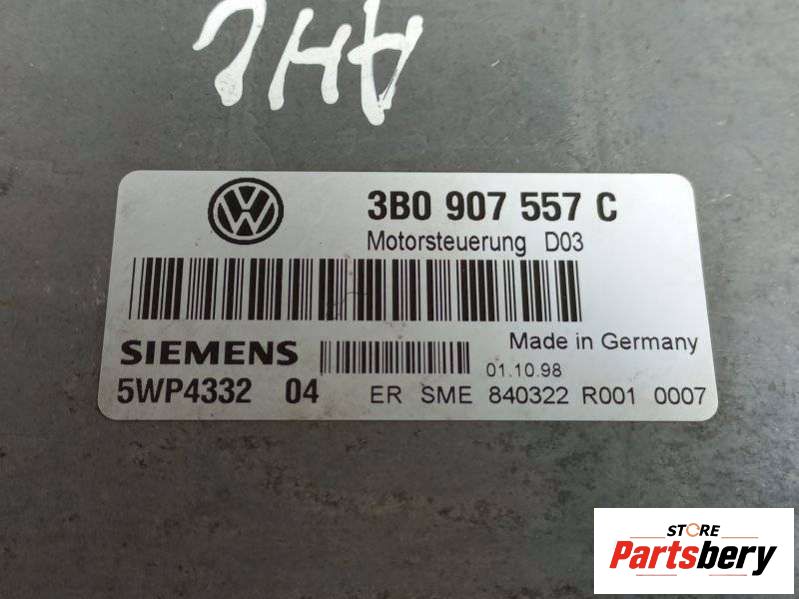 AHL
3B0 907 557 C
Motorsteuerung D03
Made in Germany
SIEMENS
01.10.98
5WP4332 04 ER SME 840322 R001 0007
STORE
Partsbery